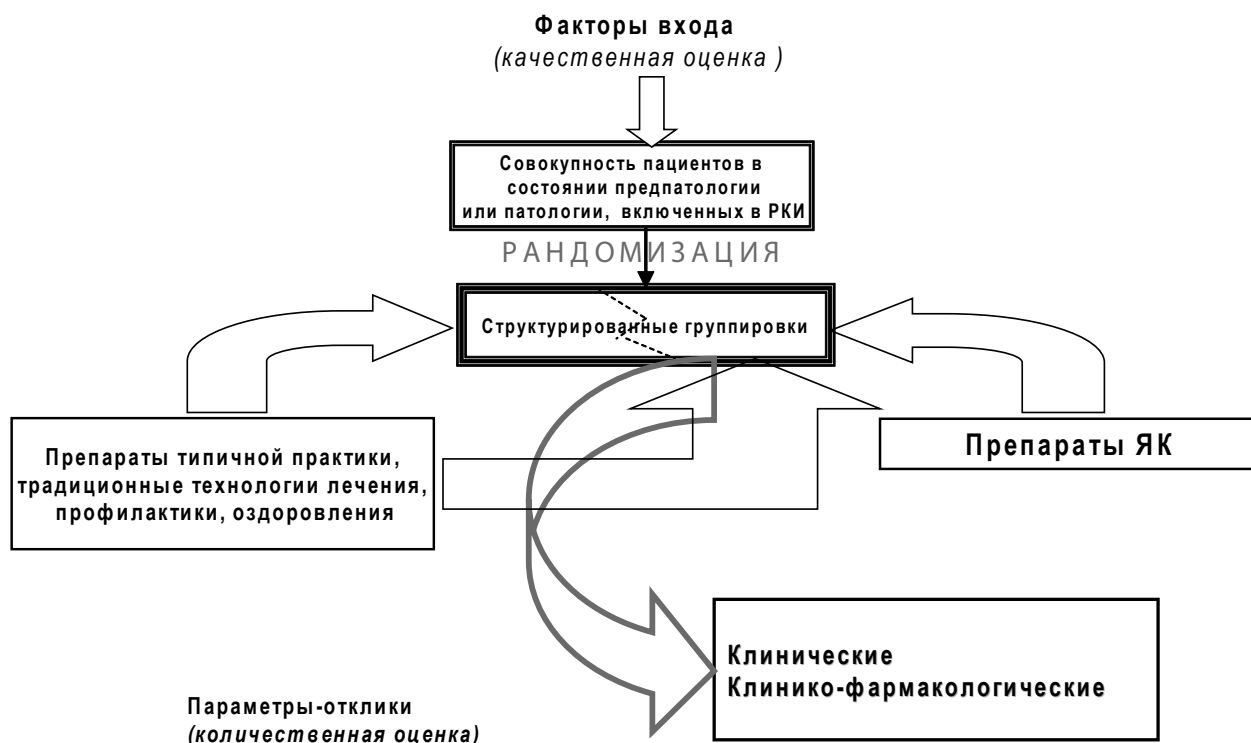 Факторы входа
(качественная оценка )
Совокупность пациентов в
состоянии предпатологии
или патологии, включенных в РКИ
РАНДОМИЗАЦИЯ
Структурированные группировки
Препараты типичной практики,
традиционные технологии лечения,
профилактики, оздоровления
Препараты ЯК
Клинические
Клинико-фармакологические
Параметры-отклики
(количественная оценка)